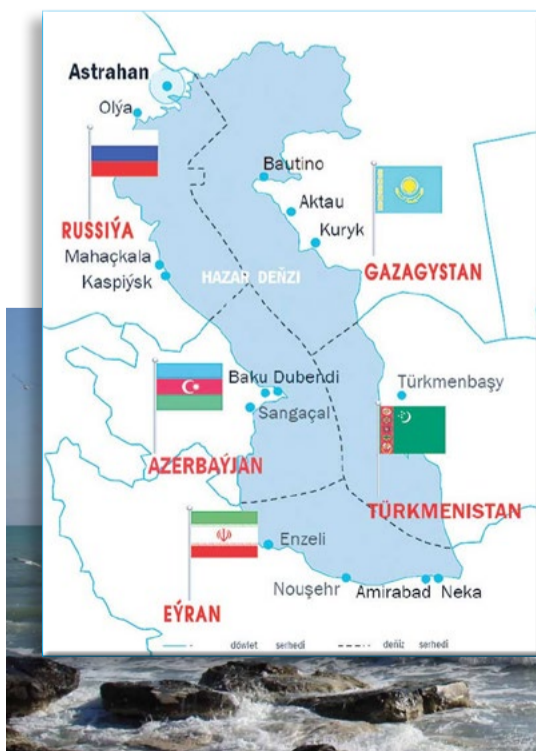 Astrahan
Olýa
Bautino
Aktau
Kuryk
RUSSIÝA
GAZAGYSTAN
Mahaçkala
Kaspiýsk
HAZAR DEŇZI
Baku Dubendi
Türkmenbaşy
Sangaçal
AZERBAÝJAN
TÜRKMENISTAN
Enzeli
Nouşehr
Amirabad
Neka
EÝRAN
döwlet serhedi
deňiz serhedi